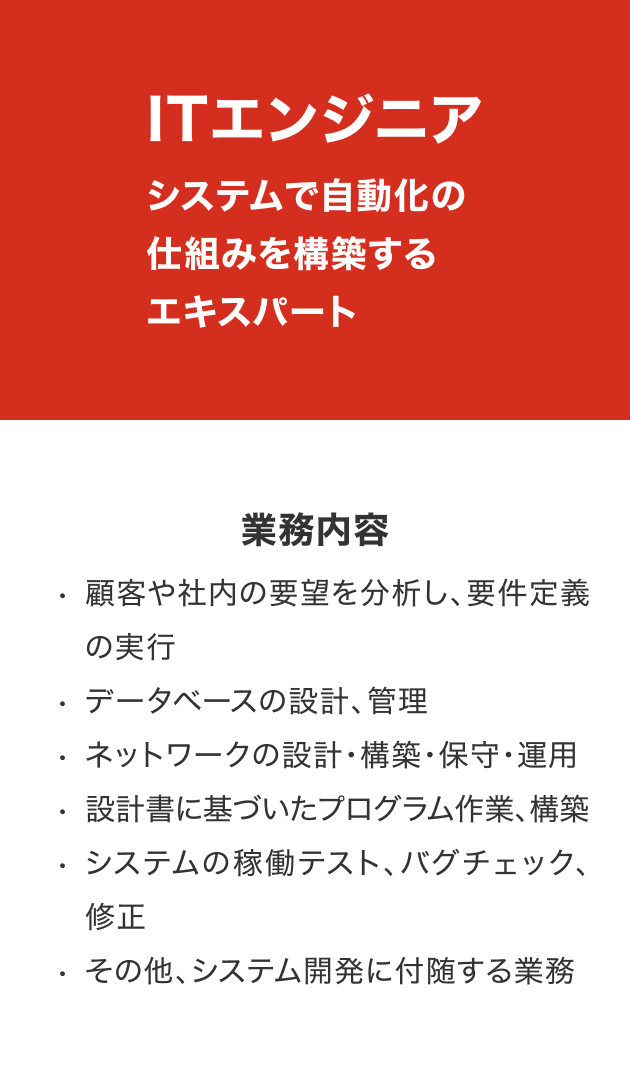 ITエンジニア
システムで自動化の
仕組みを構築する
エキスパート
業務内容
・ 顧客や社内の要望を分析し、要件定義
の実行
・ データベースの設計、管理
・ ネットワークの設計・構築・保守・運用
・ 設計書に基づいたプログラム作業、構築
・ システムの稼働テスト、バグチェック、
修正
・ その他、システム開発に付随する業務